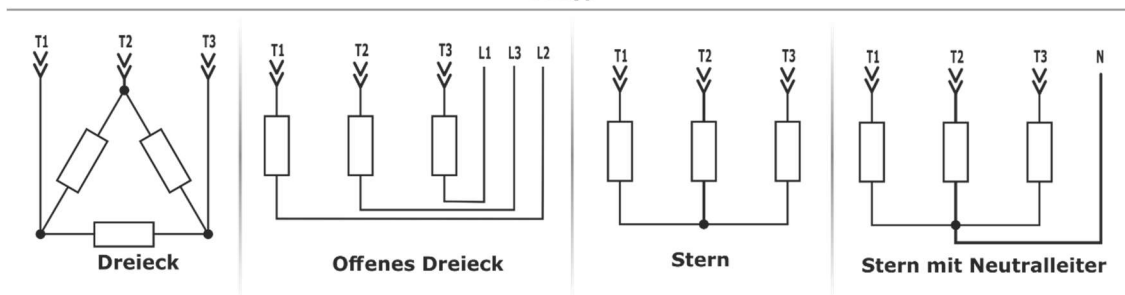 T1 T2 T3
Dreieck
T1 T2 T3 L1 L3 L2
Offenes Dreieck
T1 T2 T3
Stern
T1 T2 T3 N
Stern mit Neutralleiter